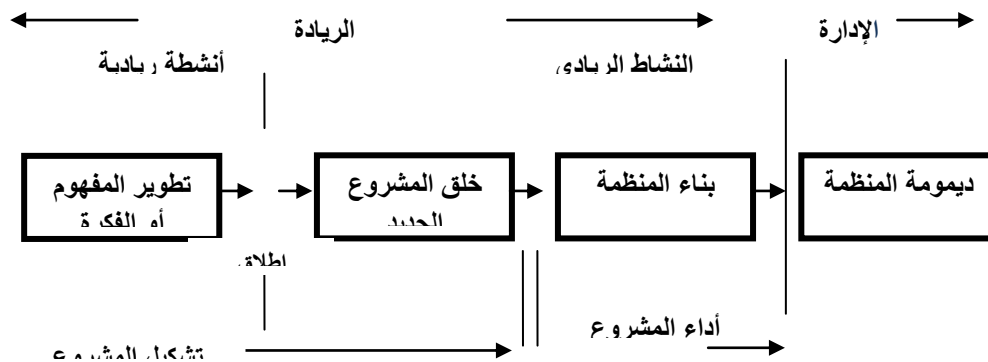 الريادة
الإدارة
أنشطة ريادية
النشاط الريادي
تطوير المفهوم
أو الفكرة
خلق المشروع
الجديد
بناء المنظمة
ديمومة المنظمة
إطلاق
أداء المشروع
تشكيل المشروع